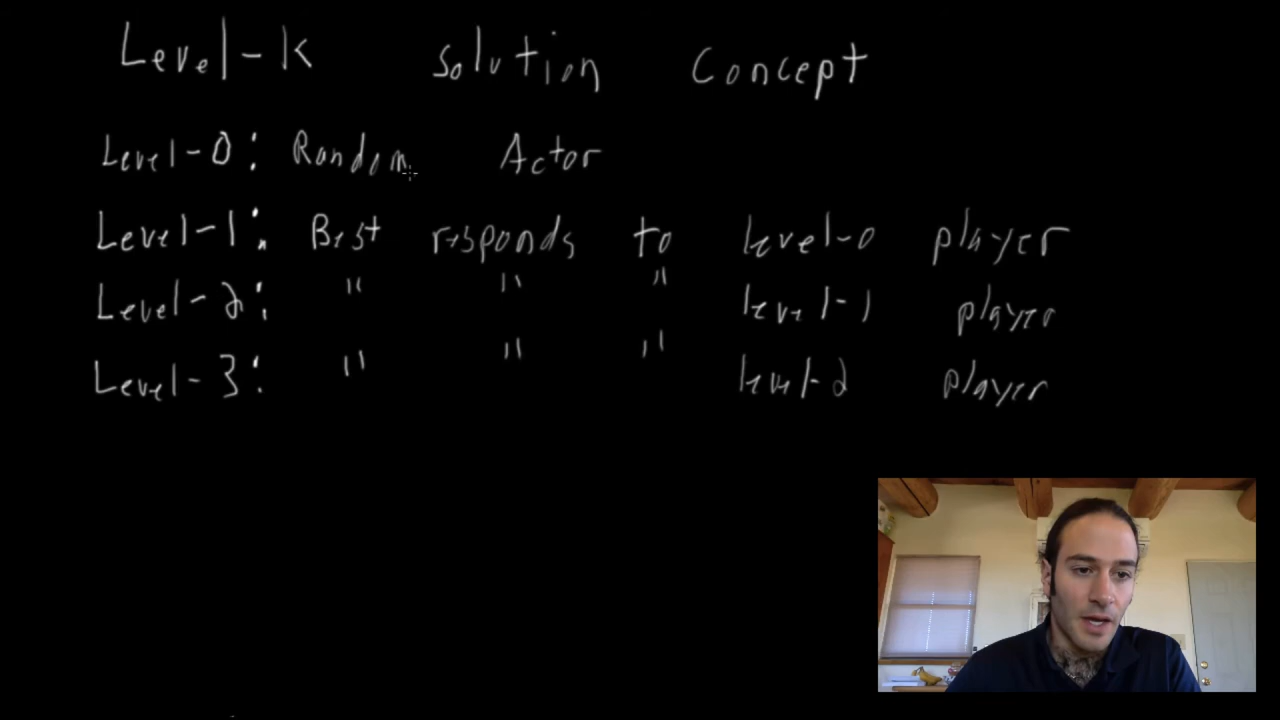 Level-K solution concept
Level-0: Random Actor
Level-1: Best responds to level-0 player
Level-2: " " " level-1 player
Level-3: " " " level-2 player